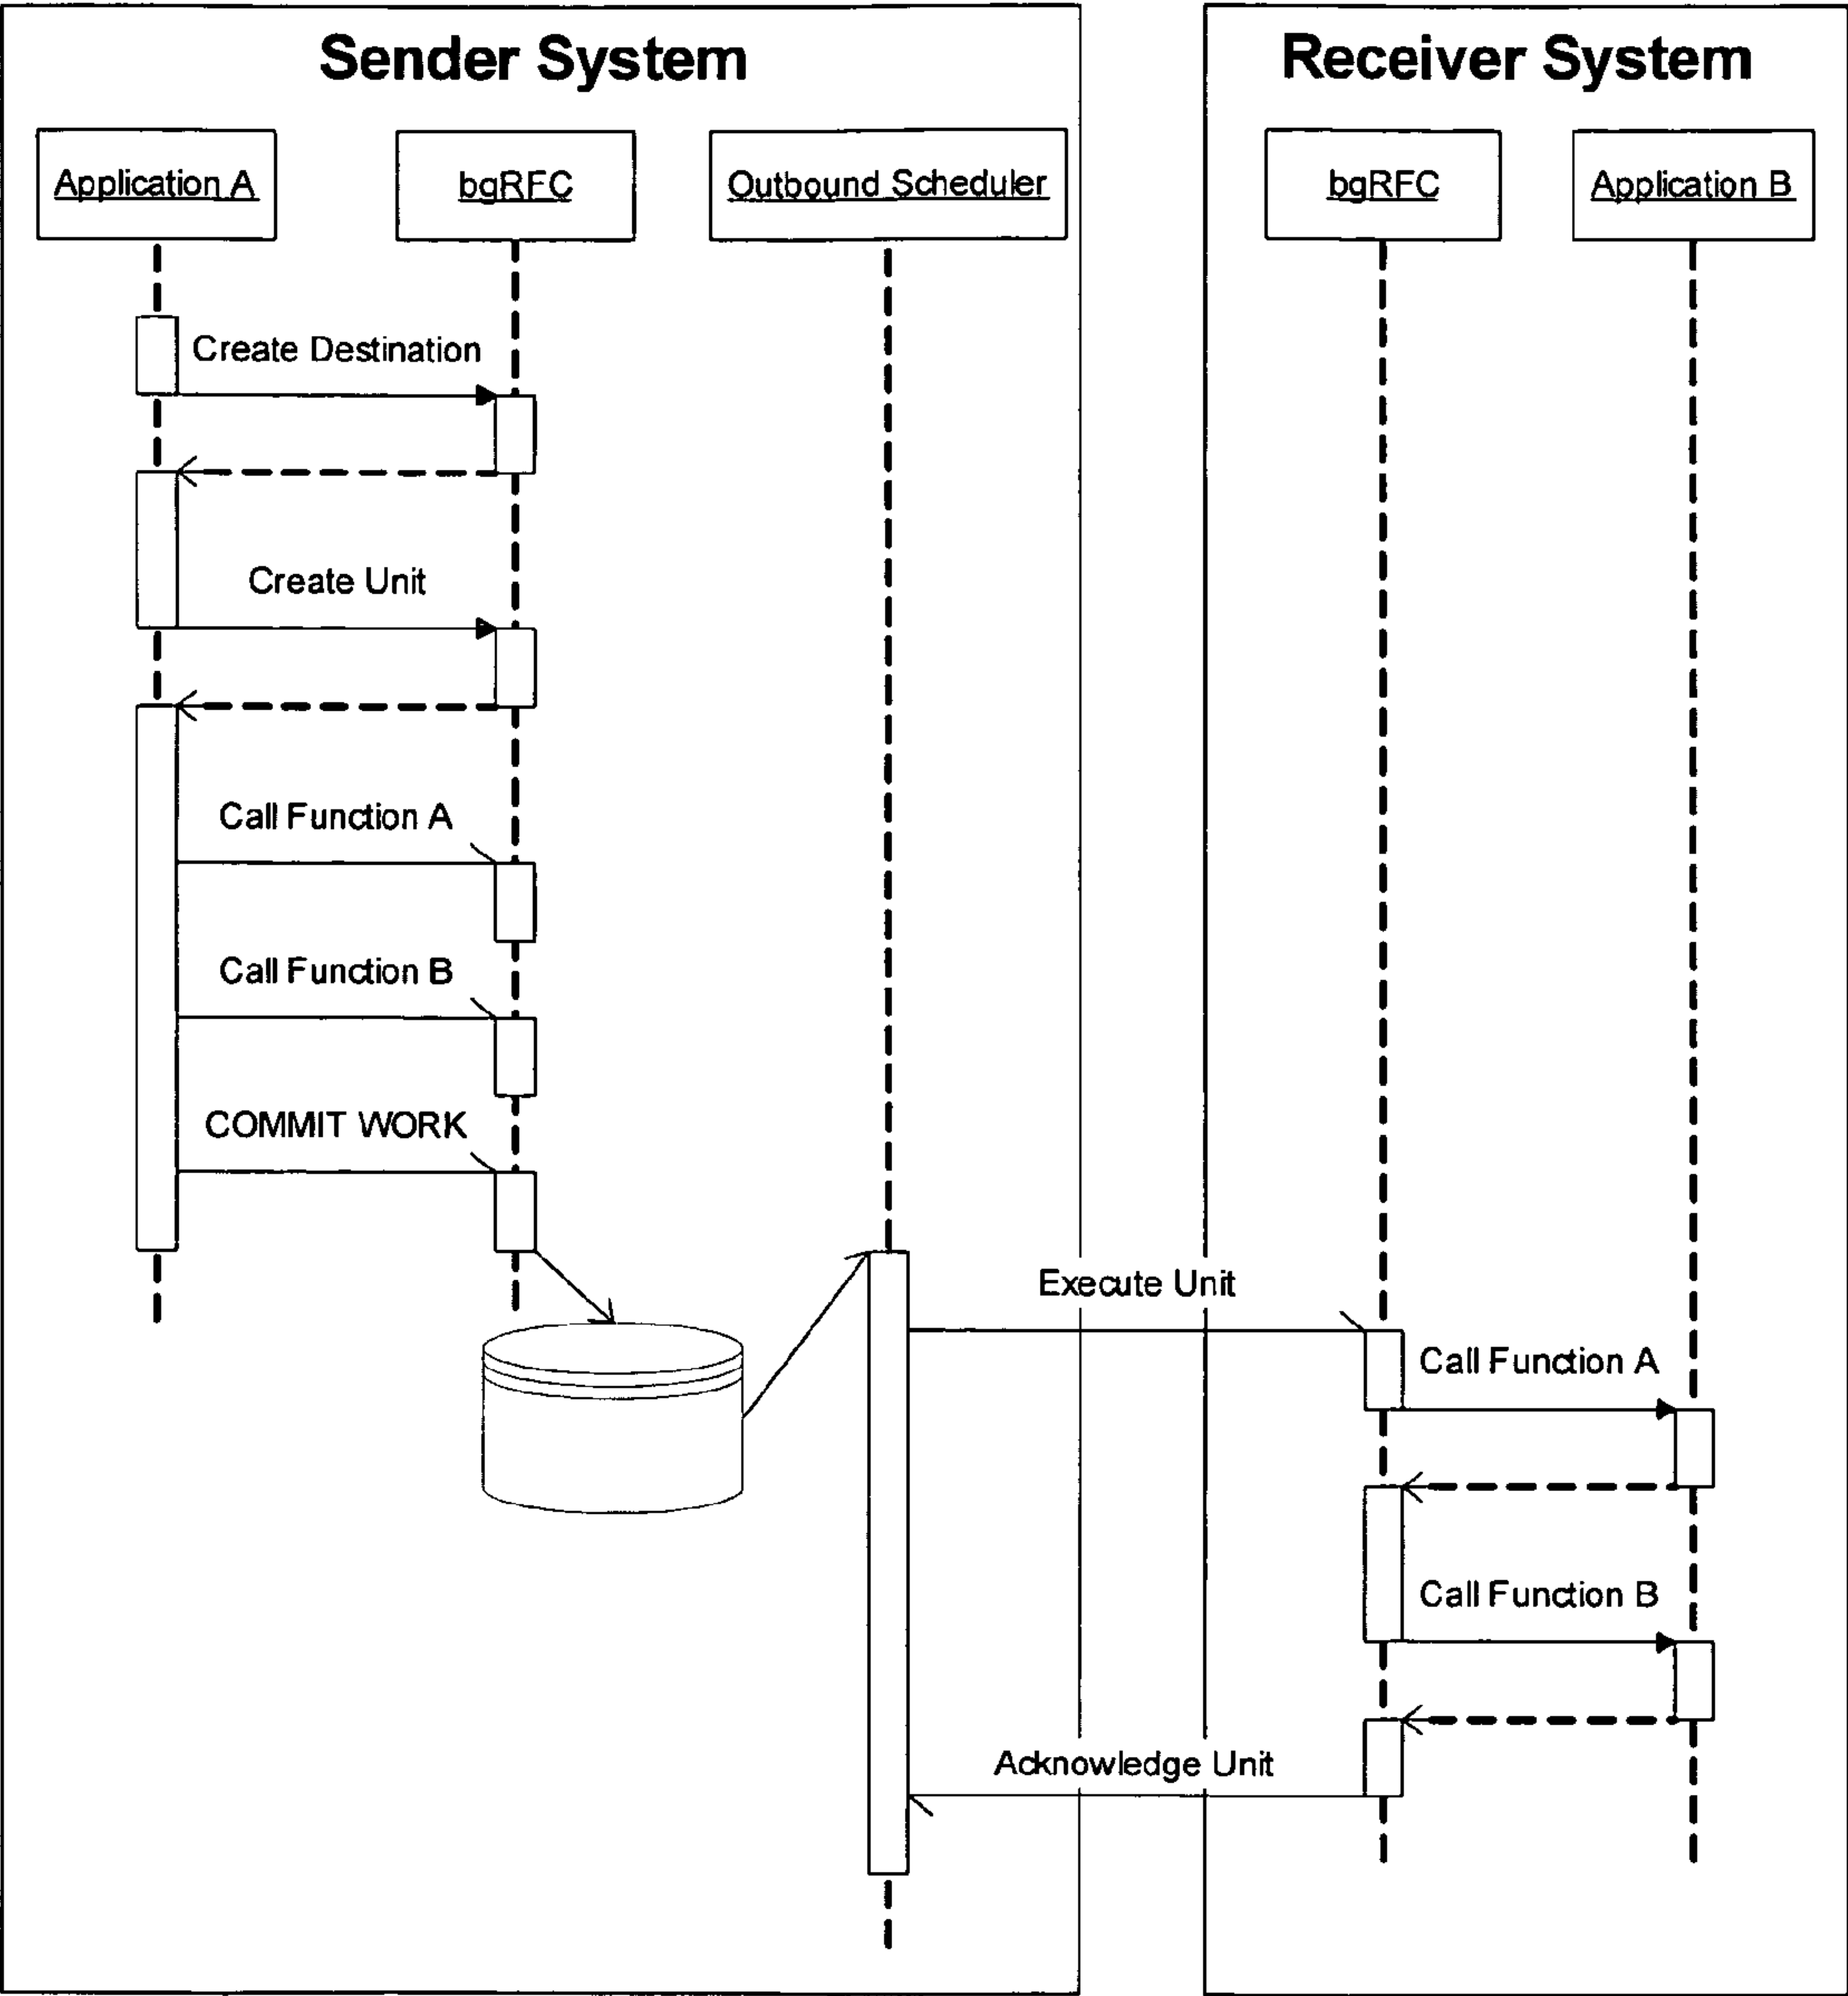 Sender System
Receiver System
Application A
bgRFC
Outbound Scheduler
bgRFC
Application B
Create Destination
Create Unit
Call Function A
Call Function B
COMMIT WORK
Execute Unit
Call Function A
Call Function B
Acknowledge Unit